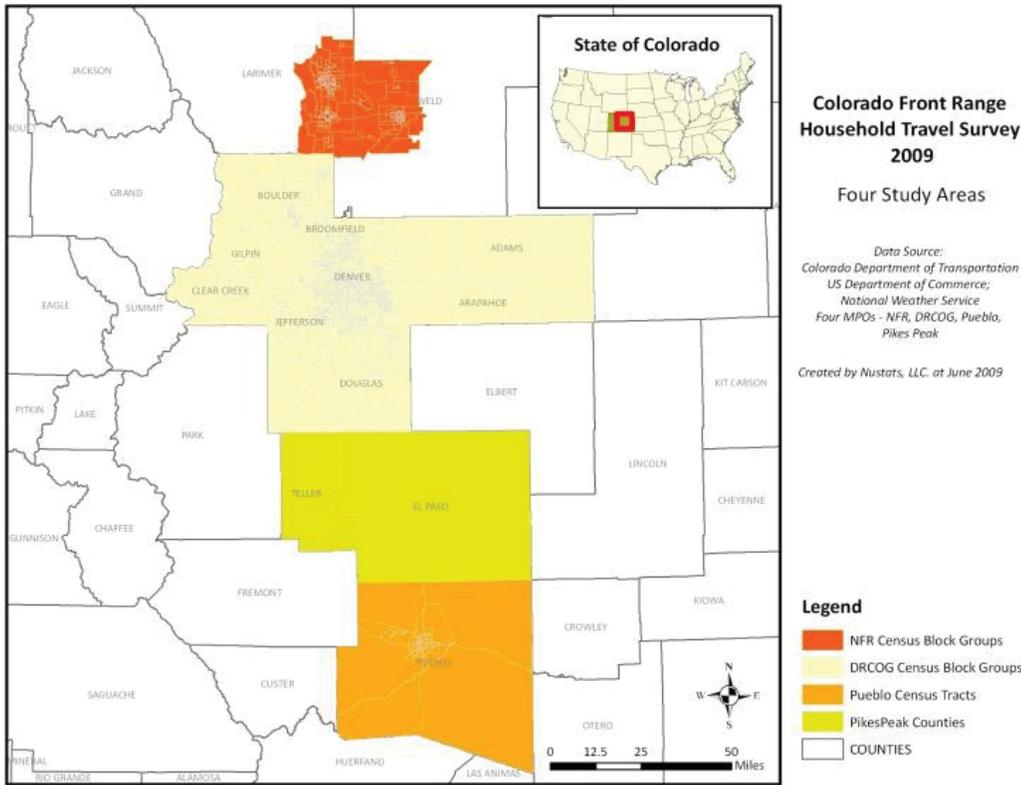 State of Colorado
JACKSON
LARIMER
WELD
GRAND
BOULDER
BROOMFIELD
GILPIN
ADAMS
DENVER
CLEAR CREEK
EAGLE
SUMMIT
ARAPAHOE
JEFFERSON
DOUGLAS
ELBERT
KIT CARSON
PITKIN
LAKE
PARK
LINCOLN
TELLER
EL PASO
CHEYENNE
CHAFFEE
GUNNISON
FREMONT
KIOWA
CROWLEY
PUEBLO
CUSTER
SAGUACHE
OTERO
HUERFANO
LAS ANIMAS
RIO GRANDE
ALAMOSA
N
W E
S
0 12.5 25 50
Miles
Colorado Front Range
Household Travel Survey
2009
Four Study Areas
Data Source:
Colorado Department of Transportation
US Department of Commerce;
National Weather Service
Four MPOs - NFR, DRCOG, Pueblo,
Pikes Peak
Created by Nustats, LLC. at June 2009
Legend
NFR Census Block Groups
DRCOG Census Block Groups
Pueblo Census Tracts
PikesPeak Counties
COUNTIES